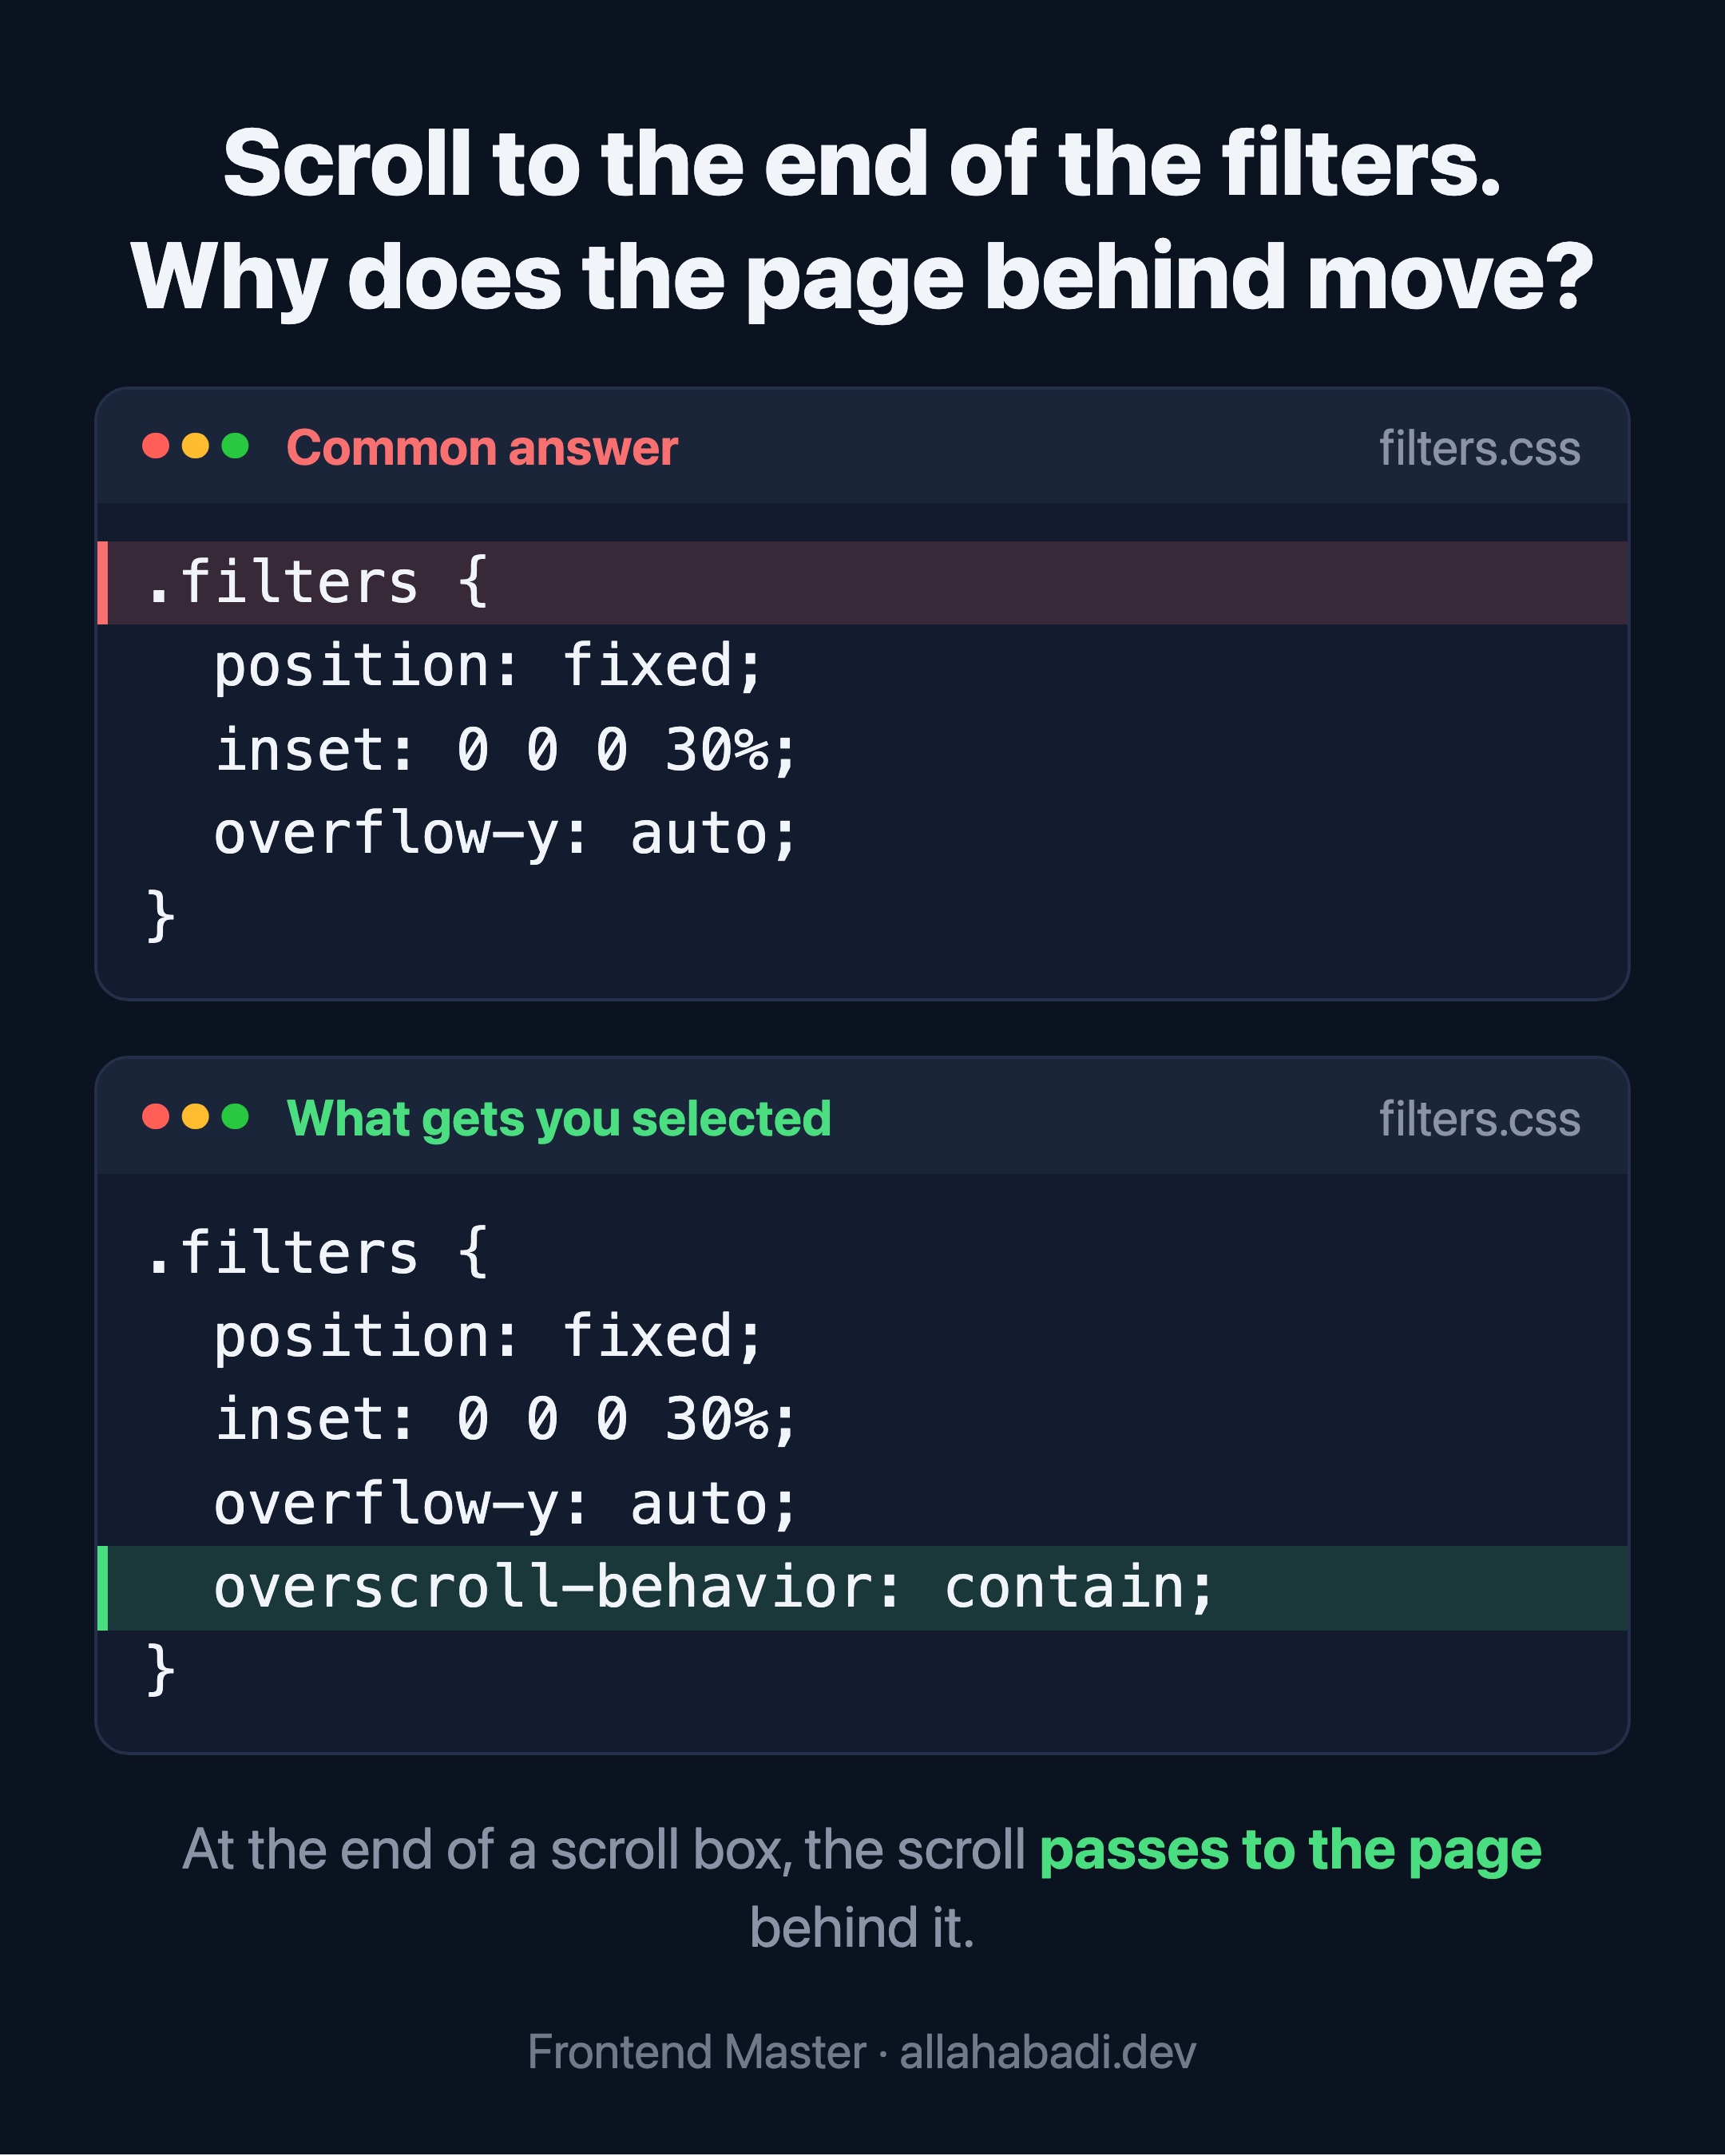 Scroll to the end of the filters.
Why does the page behind move?
Common answer
filters.css
.filters {
  position: fixed;
  inset: 0 0 0 30%;
  overflow-y: auto;
}
What gets you selected
filters.css
.filters {
  position: fixed;
  inset: 0 0 0 30%;
  overflow-y: auto;
  overscroll-behavior: contain;
}
At the end of a scroll box, the scroll passes to the page
behind it.
Frontend Master · allahabadi.dev